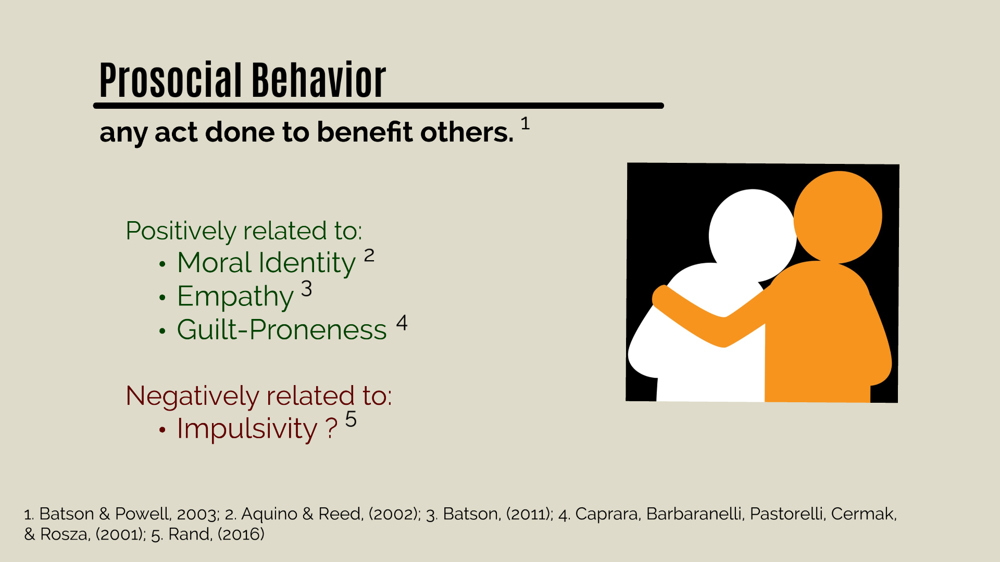 Prosocial Behavior
any act done to benefit others. 1
Positively related to:
• Moral Identity 2
• Empathy 3
• Guilt-Proneness 4
Negatively related to:
• Impulsivity ? 5
1. Batson & Powell, 2003; 2. Aquino & Reed, (2002); 3. Batson, (2011); 4. Caprara, Barbaranelli, Pastorelli, Cermak,
& Rosza, (2001); 5. Rand, (2016)